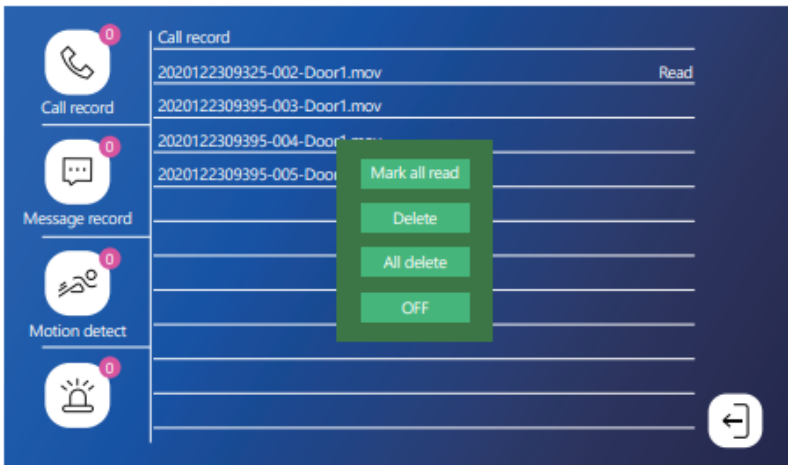 0
Call record
Call record
2020122309325-002-Door1.mov Read
2020122309395-003-Door1.mov
0
Message record
2020122309395-004-Door1.mov
2020122309395-005-Door
Mark all read
Delete
All delete
OFF
0
Motion detect
0